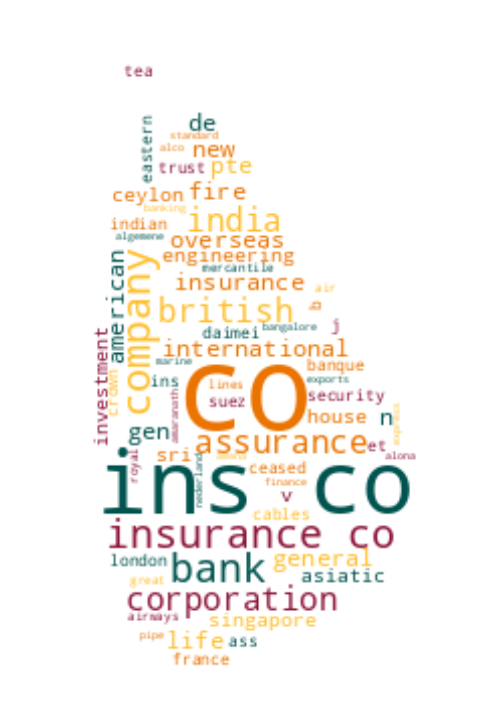 tea
eastern
de
standard
alco
new
trust
pte
ceylon
fire
banking
indian
india
algemene
overseas
american
company
engineering
mercantile
insurance
air
british
j
daimei
bangalore
investment
international
marine
banque
crown
ins
lines
co
exports
suez
security
amaranath
house
n
express
gen
assurance
et
royal
sri
alona
nederland
ceased
finance
ins co
v
cables
insurance co
london
bank
general
great
asiatic
corporation
airways
singapore
pipe
life
ass
france